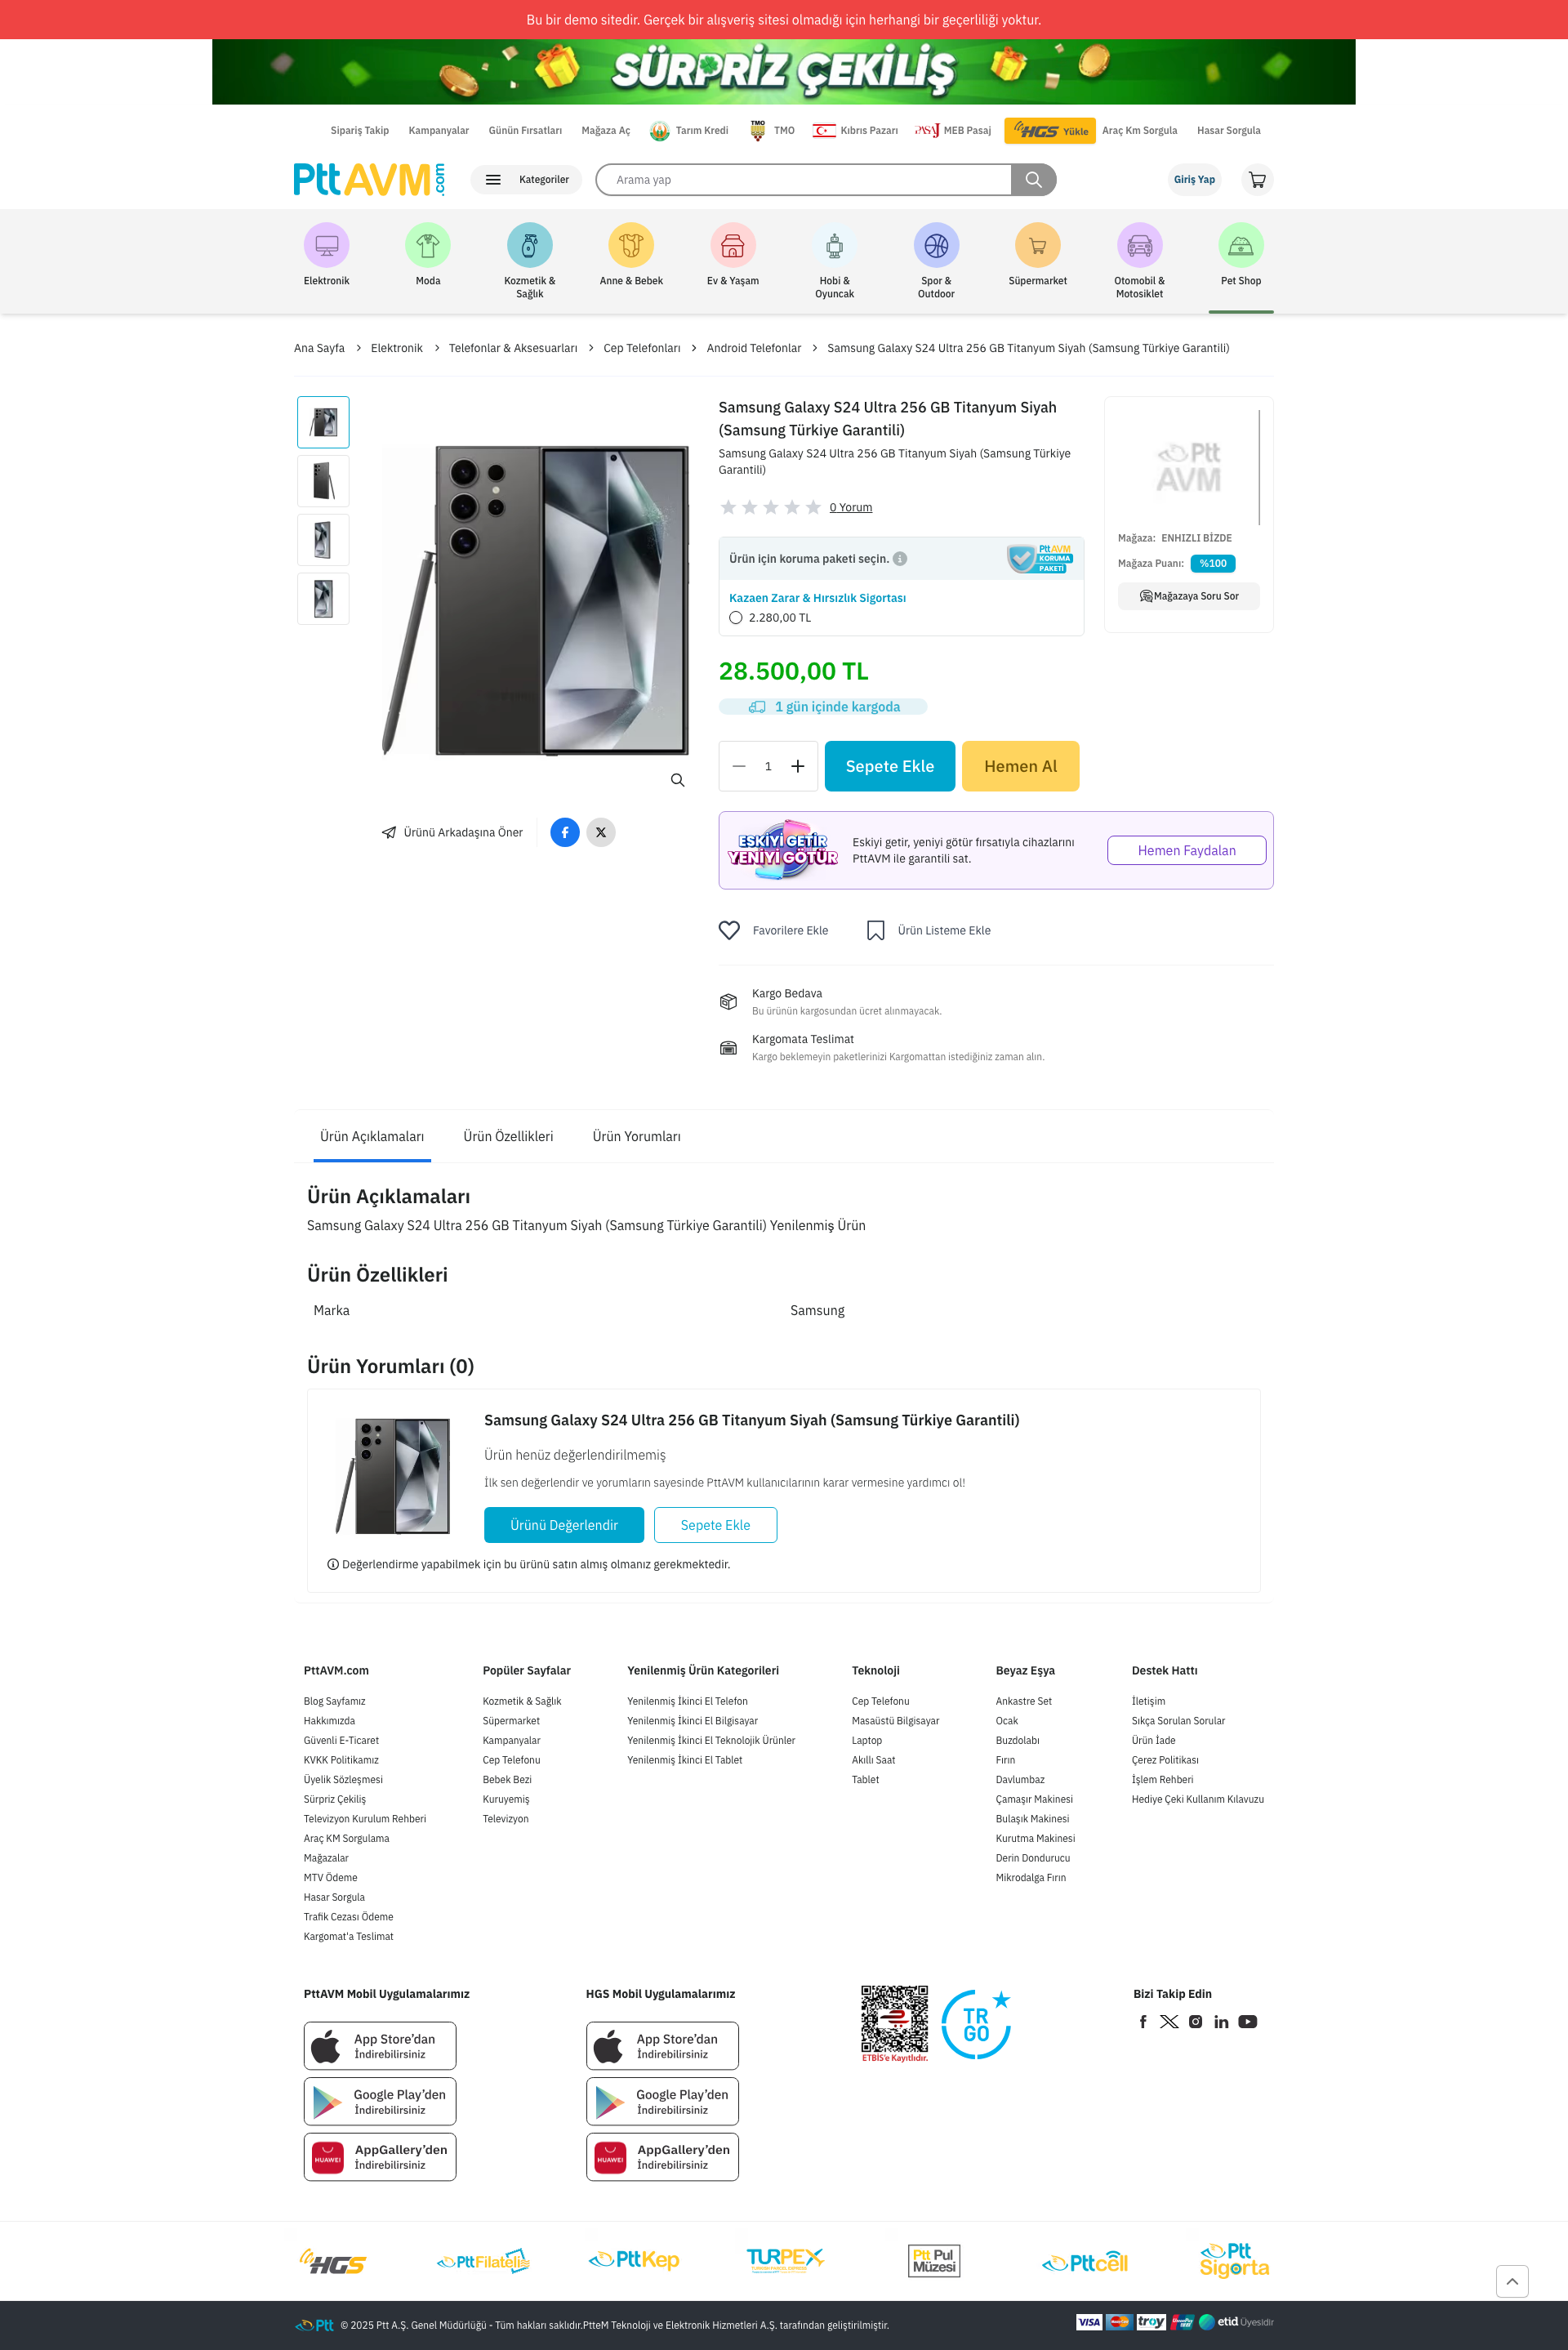 Bu bir demo sitedir. Gerçek bir alışveriş sitesi olmadığı için herhangi bir geçerliliği yoktur.
SÜRPRİZ ÇEKİLİŞ
Sipariş Takip
Kampanyalar
Günün Fırsatları
Mağaza Aç
Tarım Kredi
TMO
TMO
Kıbrıs Pazarı
PASAJ
MEB Pasaj
HGS Yükle
Araç Km Sorgula
Hasar Sorgula
PttAVM.com
Kategoriler
Arama yap
Giriş Yap
Elektronik
Moda
Kozmetik &
Sağlık
Anne & Bebek
Ev & Yaşam
Hobi &
Oyuncak
Spor &
Outdoor
Süpermarket
Otomobil &
Motosiklet
Pet Shop
Ana Sayfa > Elektronik > Telefonlar & Aksesuarları > Cep Telefonları > Android Telefonlar > Samsung Galaxy S24 Ultra 256 GB Titanyum Siyah (Samsung Türkiye Garantili)
Samsung Galaxy S24 Ultra 256 GB Titanyum Siyah
(Samsung Türkiye Garantili)
Samsung Galaxy S24 Ultra 256 GB Titanyum Siyah (Samsung Türkiye
Garantili)
0 Yorum
Ürün için koruma paketi seçin.
PttAVM
KORUMA
PAKETİ
Kazaen Zarar & Hırsızlık Sigortası
2.280,00 TL
Ptt
AVM
Mağaza: ENHIZLI BİZDE
Mağaza Puanı: %100
Mağazaya Soru Sor
28.500,00 TL
1 gün içinde kargoda
1
Sepete Ekle
Hemen Al
Ürünü Arkadaşına Öner
ESKİYİ GETİR
YENİYİ GÖTÜR
Eskiyi getir, yeniyi götür fırsatıyla cihazlarını
PttAVM ile garantili sat.
Hemen Faydalan
Favorilere Ekle
Ürün Listeme Ekle
Kargo Bedava
Bu ürünün kargosundan ücret alınmayacak.
Kargomata Teslimat
Kargo beklemeyin paketlerinizi Kargomattan istediğiniz zaman alın.
Ürün Açıklamaları
Ürün Özellikleri
Ürün Yorumları
Ürün Açıklamaları
Samsung Galaxy S24 Ultra 256 GB Titanyum Siyah (Samsung Türkiye Garantili) Yenilenmiş Ürün
Ürün Özellikleri
Marka
Samsung
Ürün Yorumları (0)
Samsung Galaxy S24 Ultra 256 GB Titanyum Siyah (Samsung Türkiye Garantili)
Ürün henüz değerlendirilmemiş
İlk sen değerlendir ve yorumların sayesinde PttAVM kullanıcılarının karar vermesine yardımcı ol!
Ürünü Değerlendir
Sepete Ekle
Değerlendirme yapabilmek için bu ürünü satın almış olmanız gerekmektedir.
PttAVM.com
Blog Sayfamız
Hakkımızda
Güvenli E-Ticaret
KVKK Politikamız
Üyelik Sözleşmesi
Sürpriz Çekiliş
Televizyon Kurulum Rehberi
Araç KM Sorgulama
Mağazalar
MTV Ödeme
Hasar Sorgula
Trafik Cezası Ödeme
Kargomat'a Teslimat
Popüler Sayfalar
Kozmetik & Sağlık
Süpermarket
Kampanyalar
Cep Telefonu
Bebek Bezi
Kuruyemiş
Televizyon
Yenilenmiş Ürün Kategorileri
Yenilenmiş İkinci El Telefon
Yenilenmiş İkinci El Bilgisayar
Yenilenmiş İkinci El Teknolojik Ürünler
Yenilenmiş İkinci El Tablet
Teknoloji
Cep Telefonu
Masaüstü Bilgisayar
Laptop
Akıllı Saat
Tablet
Beyaz Eşya
Ankastre Set
Ocak
Buzdolabı
Fırın
Davlumbaz
Çamaşır Makinesi
Bulaşık Makinesi
Kurutma Makinesi
Derin Dondurucu
Mikrodalga Fırın
Destek Hattı
İletişim
Sıkça Sorulan Sorular
Ürün İade
Çerez Politikası
İşlem Rehberi
Hediye Çeki Kullanım Kılavuzu
PttAVM Mobil Uygulamalarımız
App Store’dan
İndirebilirsiniz
Google Play’den
İndirebilirsiniz
HUAWEI
AppGallery’den
İndirebilirsiniz
HGS Mobil Uygulamalarımız
App Store’dan
İndirebilirsiniz
Google Play’den
İndirebilirsiniz
HUAWEI
AppGallery’den
İndirebilirsiniz
ETBİS’e Kayıtlıdır.
TR
GO
Bizi Takip Edin
HGS
PttFilateli
PttKep
TURPEX
Ptt Pul
Müzesi
Pttcell
Ptt
Sigorta
Ptt
© 2025 Ptt A.Ş. Genel Müdürlüğü - Tüm hakları saklıdır.PtteM Teknoloji ve Elektronik Hizmetleri A.Ş. tarafından geliştirilmiştir.
VISA
troy
etid Üyesidir